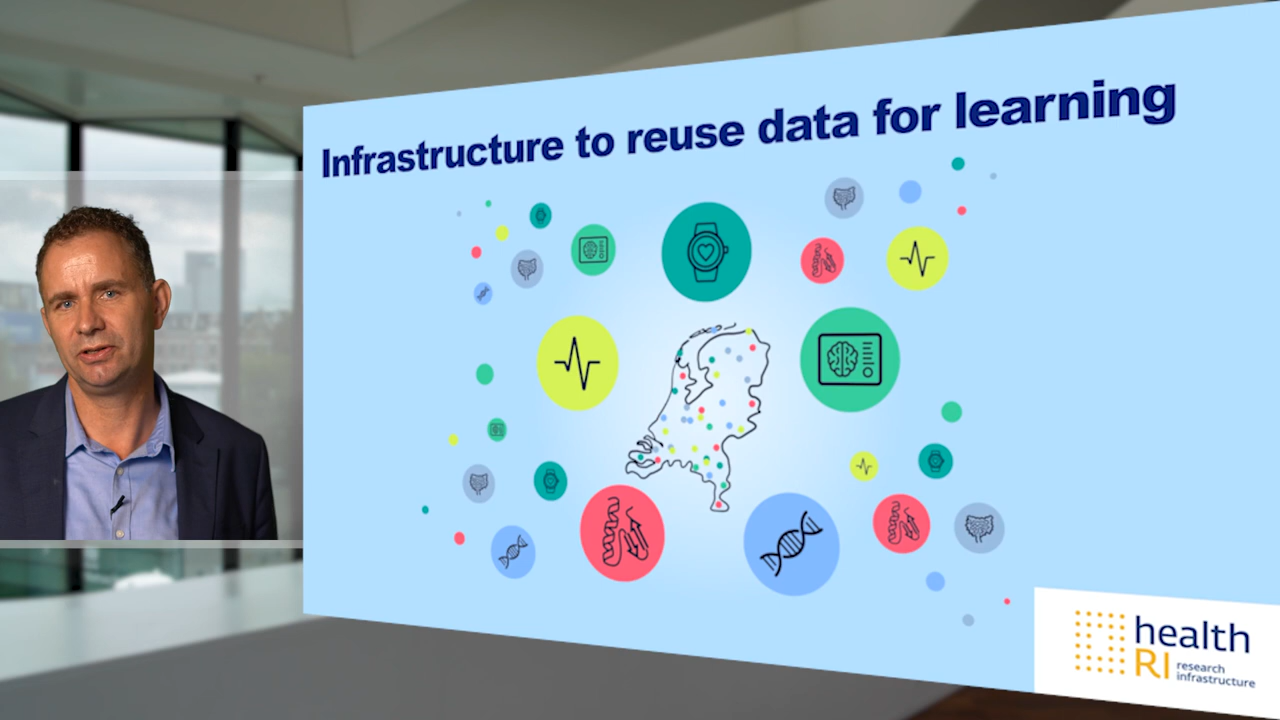 Infrastructure to reuse data for learning
health
RI research
infrastructure